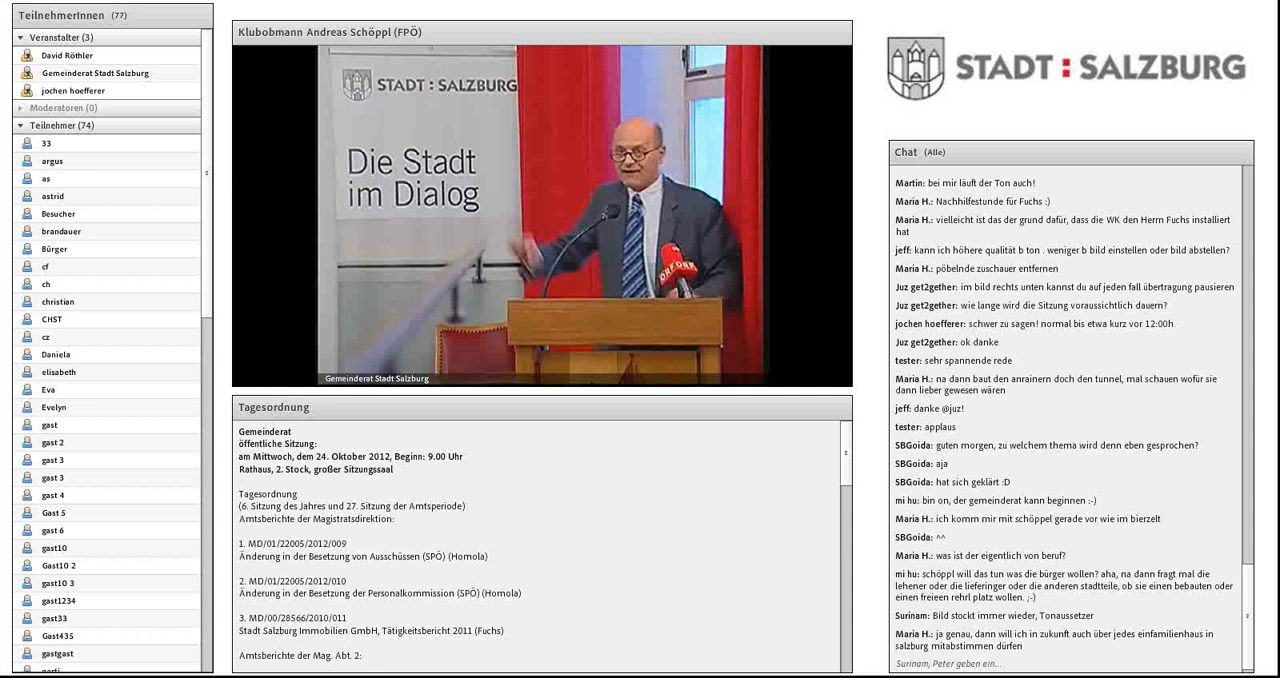 TeilnehmerInnen (77)
Veranstalter (3)
David Röthler
Gemeinderat Stadt Salzburg
jochen hoefferer
Moderatoren (0)
Teilnehmer (74)
33
argus
as
astrid
Besucher
brandauer
Bürger
cf
ch
christian
CHST
cz
Daniela
elisabeth
Eva
Evelyn
gast
gast 2
gast 3
gast 3
gast 4
Gast 5
gast 6
gast10
Gast10 2
gast10 3
gast1234
gast33
Gast435
gastgast
Klubobmann Andreas Schöppl (FPÖ)
STADT : SALZBURG
Die Stadt
im Dialog
ORF
Gemeinderat Stadt Salzburg
Tagesordnung
Gemeinderat
öffentliche Sitzung:
am Mittwoch, dem 24. Oktober 2012, Beginn: 9.00 Uhr
Rathaus, 2. Stock, großer Sitzungssaal
Tagesordnung
(6. Sitzung des Jahres und 27. Sitzung der Amtsperiode)
Amtsberichte der Magistratsdirektion:
1. MD/01/22005/2012/009
Änderung in der Besetzung von Ausschüssen (SPÖ) (Homola)
2. MD/01/22005/2012/010
Änderung in der Besetzung der Personalkommission (SPÖ) (Homola)
3. MD/00/28566/2010/011
Stadt Salzburg Immobilien GmbH, Tätigkeitsbericht 2011 (Fuchs)
Amtsberichte der Mag. Abt. 2:
STADT : SALZBURG
Chat (Alle)
Martin: bei mir läuft der Ton auch!
Maria H.: Nachhilfestunde für Fuchs :)
Maria H.: vielleicht ist das der grund dafür, dass die WK den Herrn Fuchs installiert
hat
jeff: kann ich höhere qualität b ton . weniger b bild einstellen oder bild abstellen?
Maria H.: pöbelnde zuschauer entfernen
Juz get2gether: im bild rechts unten kannst du auf jeden fall übertragung pausieren
Juz get2gether: wie lange wird die Sitzung voraussichtlich dauern?
jochen hoefferer: schwer zu sagen! normal bis etwa kurz vor 12:00h
Juz get2gether: ok danke
tester: sehr spannende rede
Maria H.: na dann baut den anrainern doch den tunnel, mal schauen wofür sie
dann lieber gewesen wären
jeff: danke @juz!
tester: applaus
SBGoida: guten morgen, zu welchem thema wird denn eben gesprochen?
SBGoida: aja
SBGoida: hat sich geklärt :D
mi hu: bin on, der gemeinderat kann beginnen :-)
Maria H.: ich komm mir mit schöppel gerade vor wie im bierzelt
SBGoida: ^^
Maria H.: was ist der eigentlich von beruf?
mi hu: schöppl will das tun was die bürger wollen? aha, na dann fragt mal die
lehener oder die lieferinger oder die anderen stadtteile, ob sie einen bebauten oder
einen freieen rehrl platz wollen. ;-)
Surinam: Bild stockt immer wieder, Tonaussetzer
Maria H.: ja genau, dann will ich in zukunft auch über jedes einfamilienhaus in
salzburg mitabstimmen dürfen
Surinam, Peter geben ein...